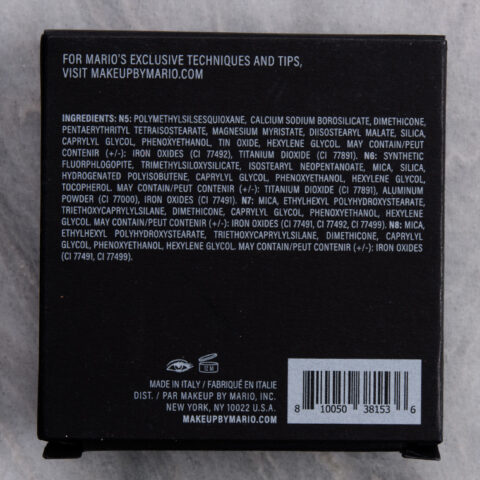 FOR MARIO'S EXCLUSIVE TECHNIQUES AND TIPS,
VISIT MAKEUPBYMARIO.COM
INGREDIENTS: N5: POLYMETHYLSILSESQUIOXANE, CALCIUM SODIUM BOROSILICATE, DIMETHICONE,
PENTAERYTHRITYL TETRAISOSTEARATE, MAGNESIUM MYRISTATE, DIISOSTEARYL MALATE, SILICA,
CAPRYLYL GLYCOL, PHENOXYETHANOL, TIN OXIDE, HEXYLENE GLYCOL. MAY CONTAIN/PEUT
CONTENIR (+/-): IRON OXIDES (CI 77492), TITANIUM DIOXIDE (CI 77891). N6: SYNTHETIC
FLUORPHLOGOPITE, TRIMETHYLSILOXYSILICATE, ISOSTEARYL NEOPENTANOATE, MICA, SILICA,
HYDROGENATED POLYISOBUTENE, CAPRYLYL GLYCOL, PHENOXYETHANOL, HEXYLENE GLYCOL,
TOCOPHEROL. MAY CONTAIN/PEUT CONTENIR (+/-): TITANIUM DIOXIDE (CI 77891), ALUMINUM
POWDER (CI 77000), IRON OXIDES (CI 77491). N7: MICA, ETHYLHEXYL POLYHYDROXYSTEARATE,
TRIETHOXYCAPRYLYLSILANE, DIMETHICONE, CAPRYLYL GLYCOL, PHENOXYETHANOL, HEXYLENE
GLYCOL. MAY CONTAIN/PEUT CONTENIR (+/-): IRON OXIDES (CI 77491, CI 77492, CI 77499). N8: MICA,
ETHYLHEXYL POLYHYDROXYSTEARATE, TRIETHOXYCAPRYLYLSILANE, DIMETHICONE, CAPRYLYL
GLYCOL, PHENOXYETHANOL, HEXYLENE GLYCOL. MAY CONTAIN/PEUT CONTENIR (+/-): IRON OXIDES
(CI 77491, CI 77499).
12M
MADE IN ITALY / FABRIQUÉ EN ITALIE
DIST. / PAR MAKEUP BY MARIO, INC.
NEW YORK, NY 10022 U.S.A.
MAKEUPBYMARIO.COM
8 10050 38153 6